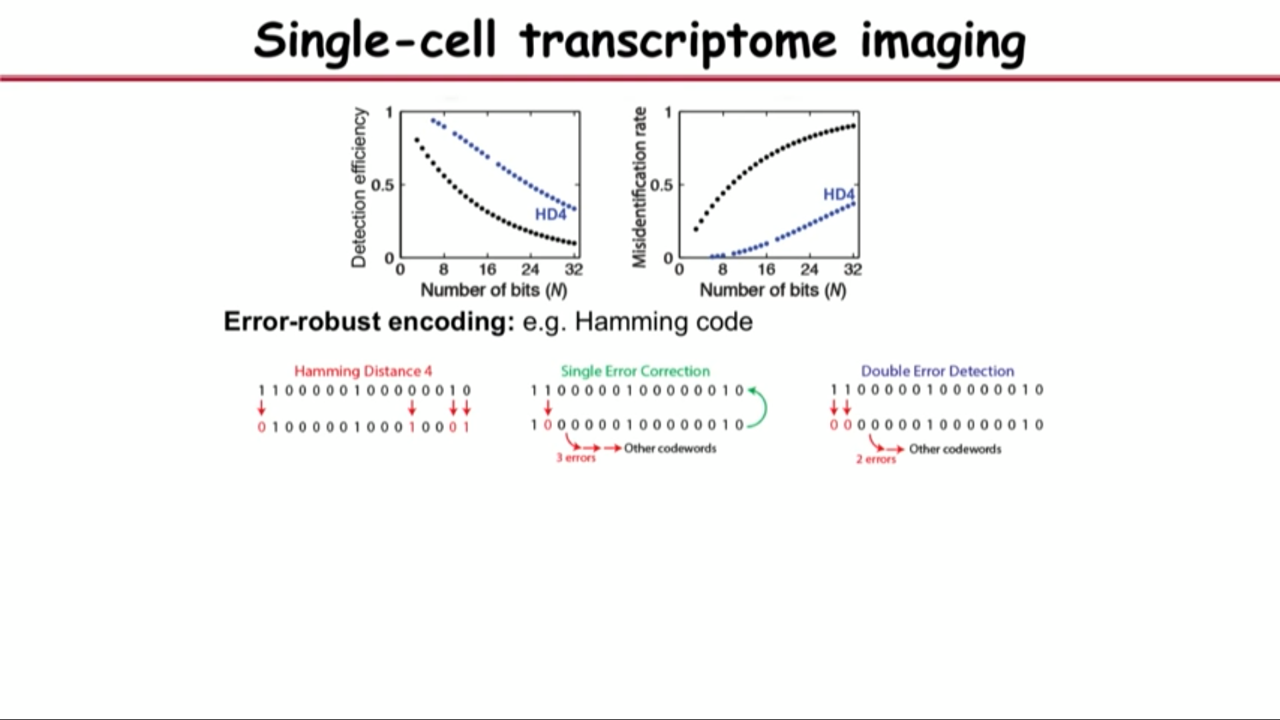 Single-cell transcriptome imaging
Detection efficiency
1
0.5
0
HD4
0 8 16 24 32
Number of bits (N)
Misidentification rate
1
0.5
0
HD4
0 8 16 24 32
Number of bits (N)
Error-robust encoding: e.g. Hamming code
Hamming Distance 4
1 1 0 0 0 0 0 1 0 0 0 0 0 0 1 0
0 1 0 0 0 0 0 1 0 0 0 1 0 0 0 1
Single Error Correction
1 1 0 0 0 0 0 1 0 0 0 0 0 0 1 0
1 0 0 0 0 0 0 1 0 0 0 0 0 0 1 0
3 errors
Other codewords
Double Error Detection
1 1 0 0 0 0 0 1 0 0 0 0 0 0 1 0
0 0 0 0 0 0 0 1 0 0 0 0 0 0 1 0
2 errors
Other codewords